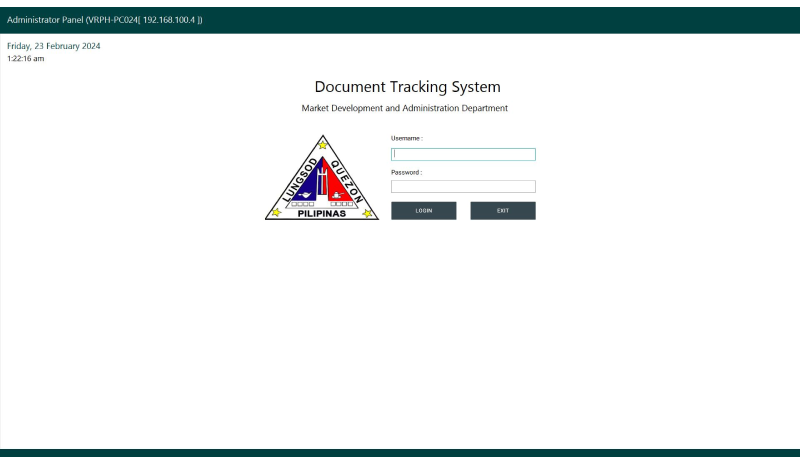 Administrator Panel (VRPH-PC024[ 192.168.100.4 ])
Friday, 23 February 2024
1:22:16 am
Document Tracking System
Market Development and Administration Department
LUNGSOD QUEZON
PILIPINAS
Username :
Password :
LOGIN EXIT